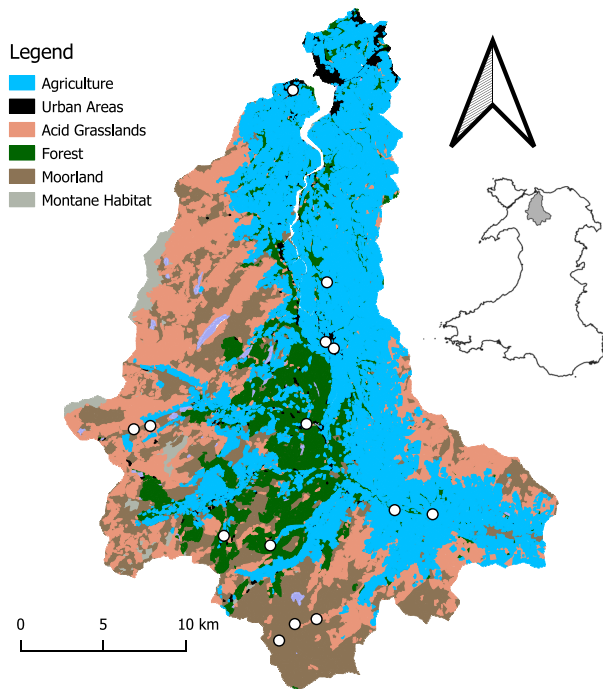 Legend
Agriculture
Urban Areas
Acid Grasslands
Forest
Moorland
Montane Habitat
0 5 10 km